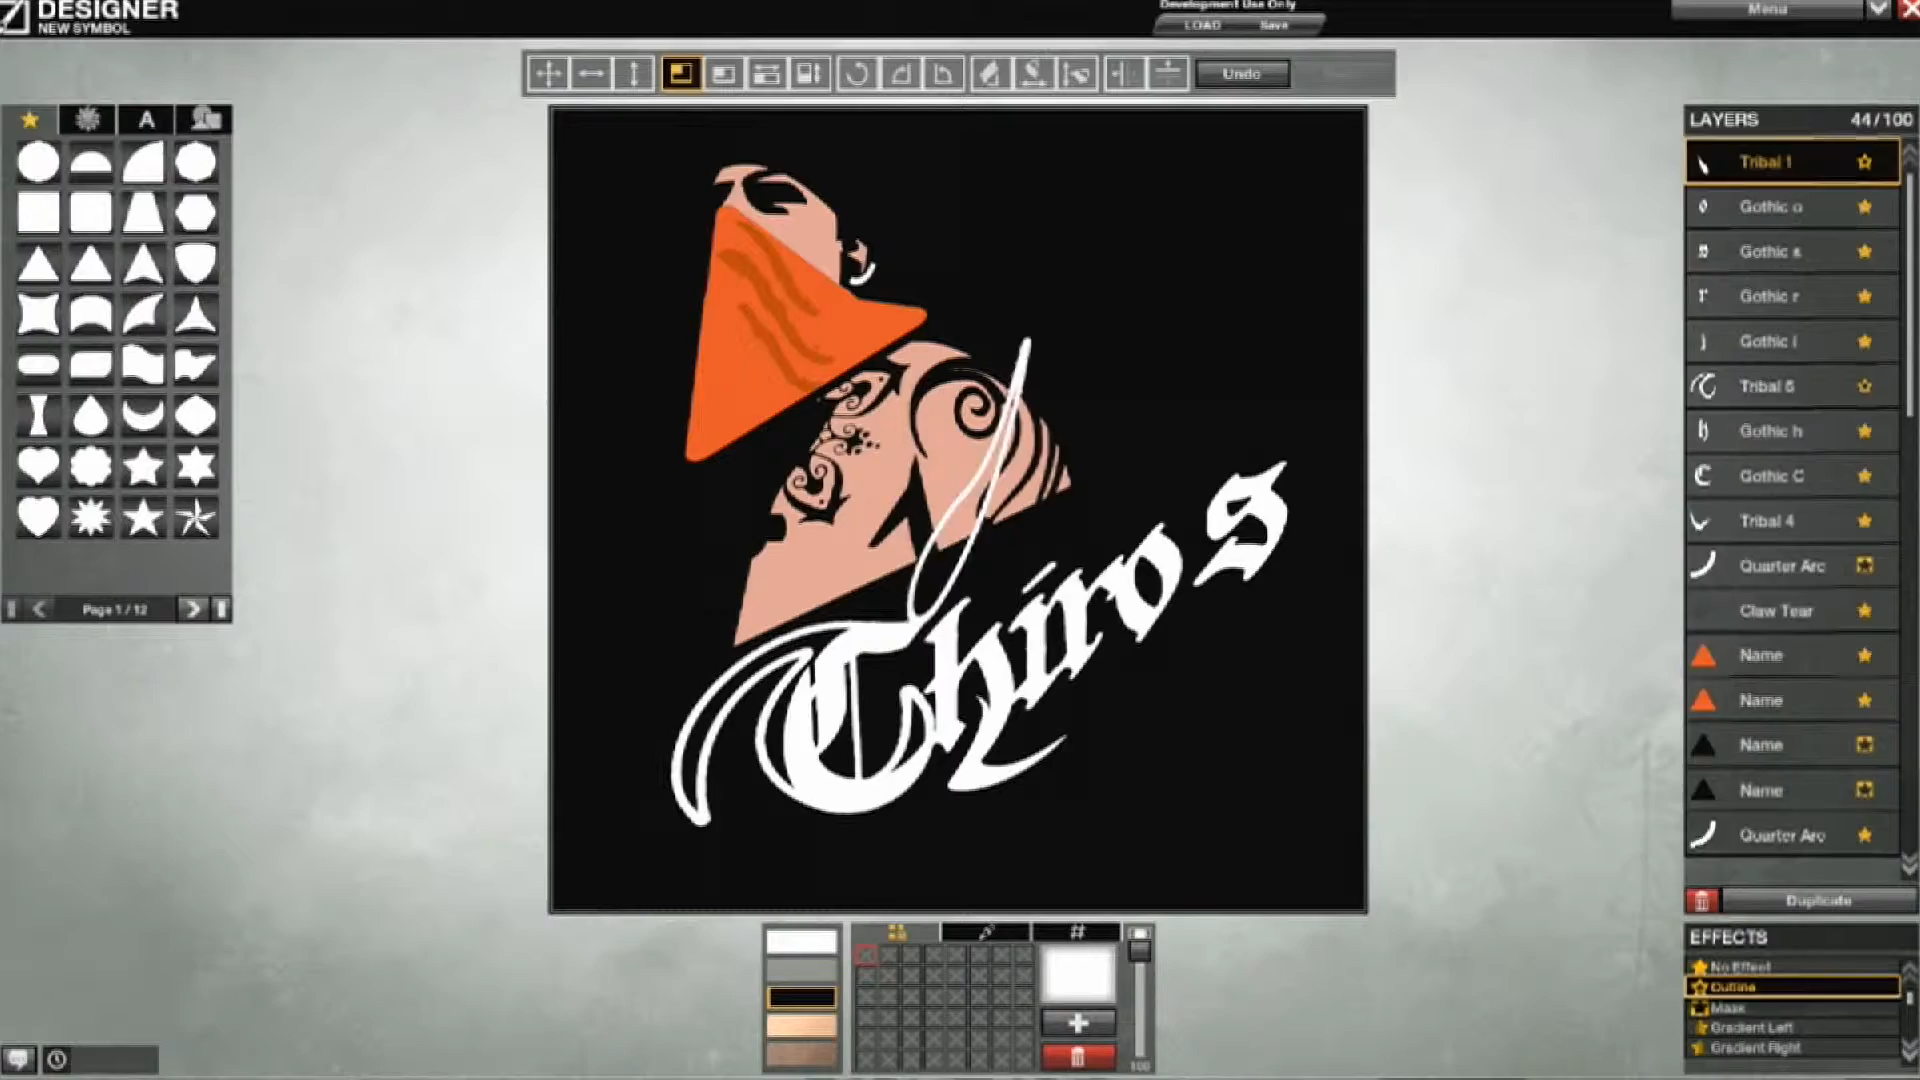 DESIGNER
NEW SYMBOL
Development Use Only
LOAD Save
Menu
Undo
A
Page 1 / 12
Chiros
LAYERS 44/100
Tribal 1
Gothic o
Gothic s
Gothic r
Gothic i
Tribal 6
Gothic h
Gothic C
Tribal 4
Quarter Arc
Claw Tear
Name
Name
Name
Name
Quarter Arc
Duplicate
EFFECTS
No Effect
Outline
Mask
Gradient Left
Gradient Right
#
100